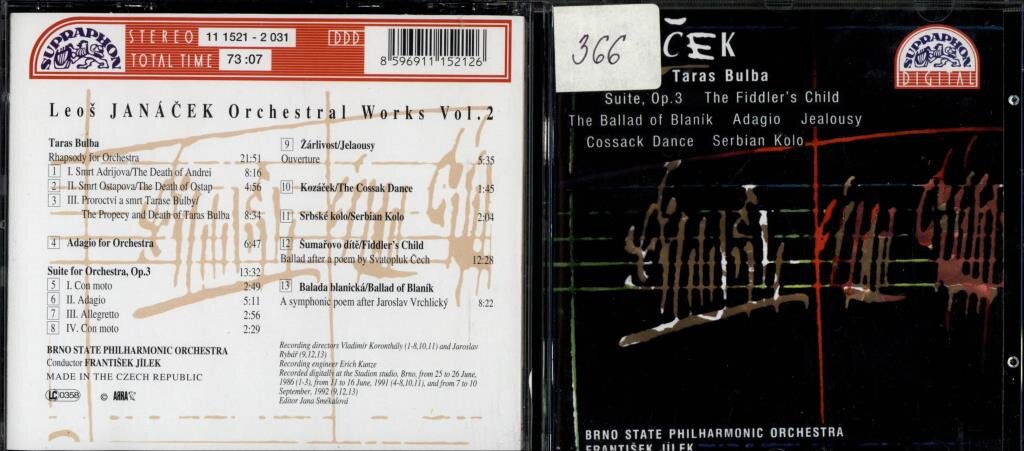 SUPRAPHON
STEREO 11 1521 - 2 031 DDD
TOTAL TIME 73:07
8 596911 152126
Leoš JANÁČEK Orchestral Works Vol.2
Taras Bulba
Rhapsody for Orchestra 21:51
1 I. Smrt Adrijova/The Death of Andrei 8:16
2 II. Smrt Ostapova/The Death of Ostap 4:56
3 III. Proroctví a smrt Tarase Bulby/
The Propecy and Death of Taras Bulba 8:34
4 Adagio for Orchestra 6:47
Suite for Orchestra, Op.3 13:32
5 I. Con moto 2:49
6 II. Adagio 5:11
7 III. Allegretto 2:56
8 IV. Con moto 2:29
BRNO STATE PHILHARMONIC ORCHESTRA
Conductor FRANTIŠEK JÍLEK
MADE IN THE CZECH REPUBLIC
LC 0358 © ARRA
9 Žárlivost/Jelaousy
Ouverture 5:35
10 Kozáček/The Cossak Dance 1:45
11 Srbské kolo/Serbian Kolo 2:04
12 Šumařovo dítě/Fiddler's Child
Ballad after a poem by Svatopluk Čech 12:28
13 Balada blanická/Ballad of Blaník
A symphonic poem after Jaroslav Vrchlický 8:22
Recording directors Vladimír Koronthály (1-8,10,11) and Jaroslav
Rybář (9,12,13)
Recording engineer Erich Kunze
Recorded digitally at the Stadion studio, Brno, from 25 to 26 June,
1986 (1-3), from 11 to 16 June, 1991 (4-8,10,11), and from 7 to 10
September, 1992 (9,12,13)
Editor Jana Smékalová
366
ČEK
Taras Bulba
Suite, Op.3 The Fiddler's Child
The Ballad of Blaník Adagio Jealousy
Cossack Dance Serbian Kolo
SUPRAPHON
DIGITAL
BRNO STATE PHILHARMONIC ORCHESTRA
FRANTIŠEK JÍLEK